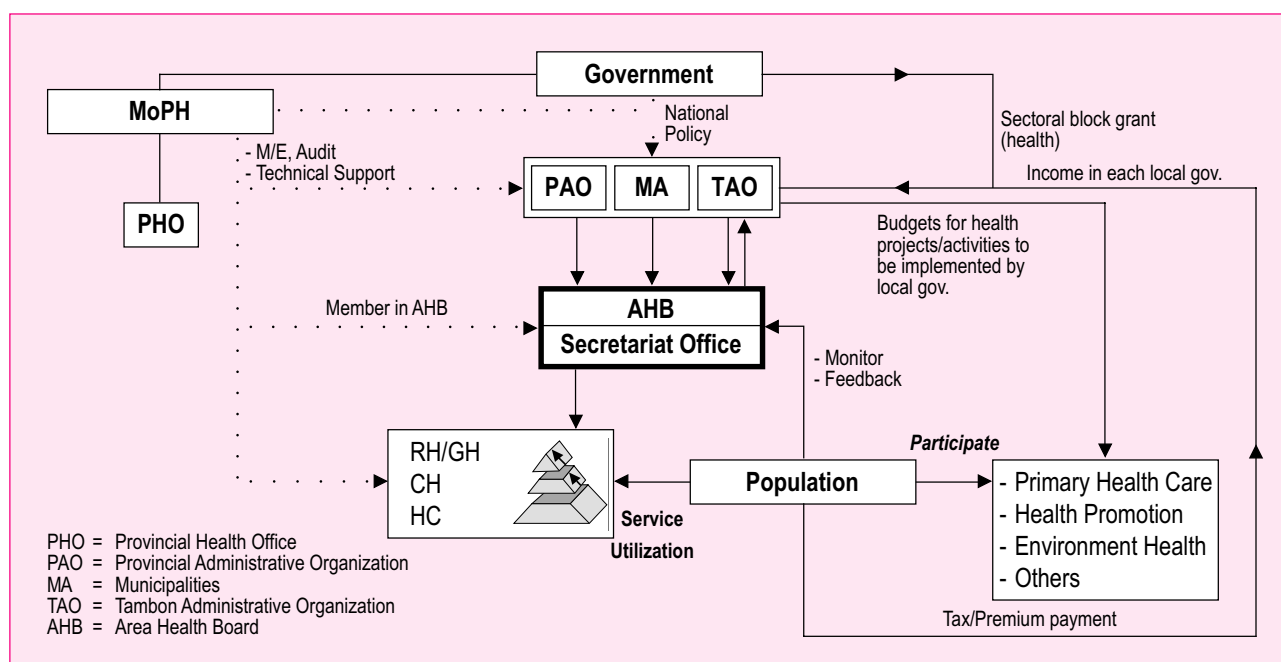 Government
MoPH
National
Policy
Sectoral block grant
(health)
- M/E, Audit
- Technical Support
Income in each local gov.
PAO MA TAO
PHO
Budgets for health
projects/activities to
be implemented by
local gov.
Member in AHB
AHB
Secretariat Office
- Monitor
- Feedback
RH/GH
CH
HC
Participate
Population
Service
Utilization
- Primary Health Care
- Health Promotion
- Environment Health
- Others
PHO = Provincial Health Office
PAO = Provincial Administrative Organization
MA = Municipalities
TAO = Tambon Administrative Organization
AHB = Area Health Board
Tax/Premium payment